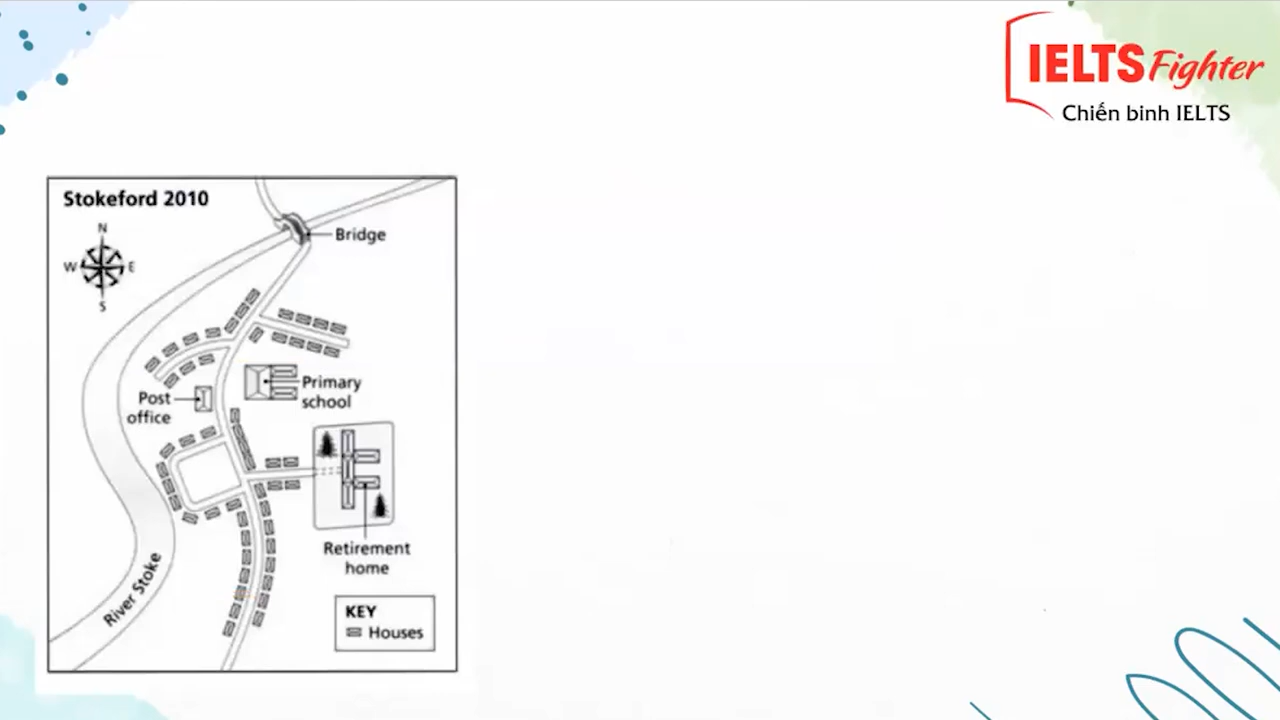 IELTS Fighter
Chiến binh IELTS
Stokeford 2010
N
W E
S
Bridge
Primary
school
Post
office
Retirement
home
River Stoke
KEY
Houses